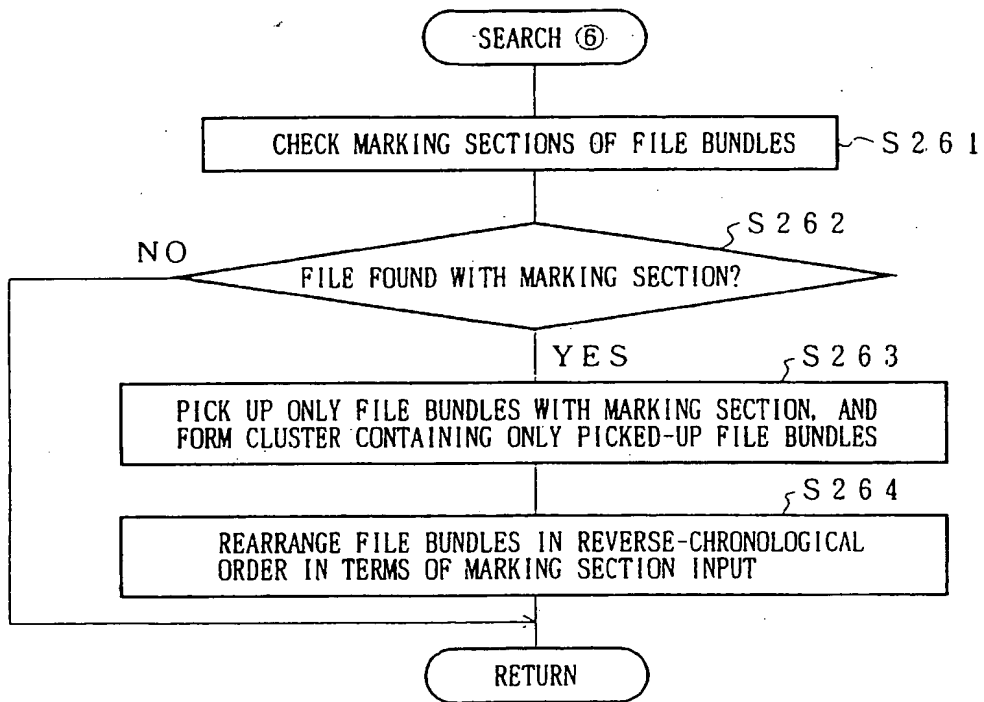 SEARCH ⑥
CHECK MARKING SECTIONS OF FILE BUNDLES
S261
S262
NO
FILE FOUND WITH MARKING SECTION?
YES
S263
PICK UP ONLY FILE BUNDLES WITH MARKING SECTION, AND
FORM CLUSTER CONTAINING ONLY PICKED-UP FILE BUNDLES
S264
REARRANGE FILE BUNDLES IN REVERSE-CHRONOLOGICAL
ORDER IN TERMS OF MARKING SECTION INPUT
RETURN